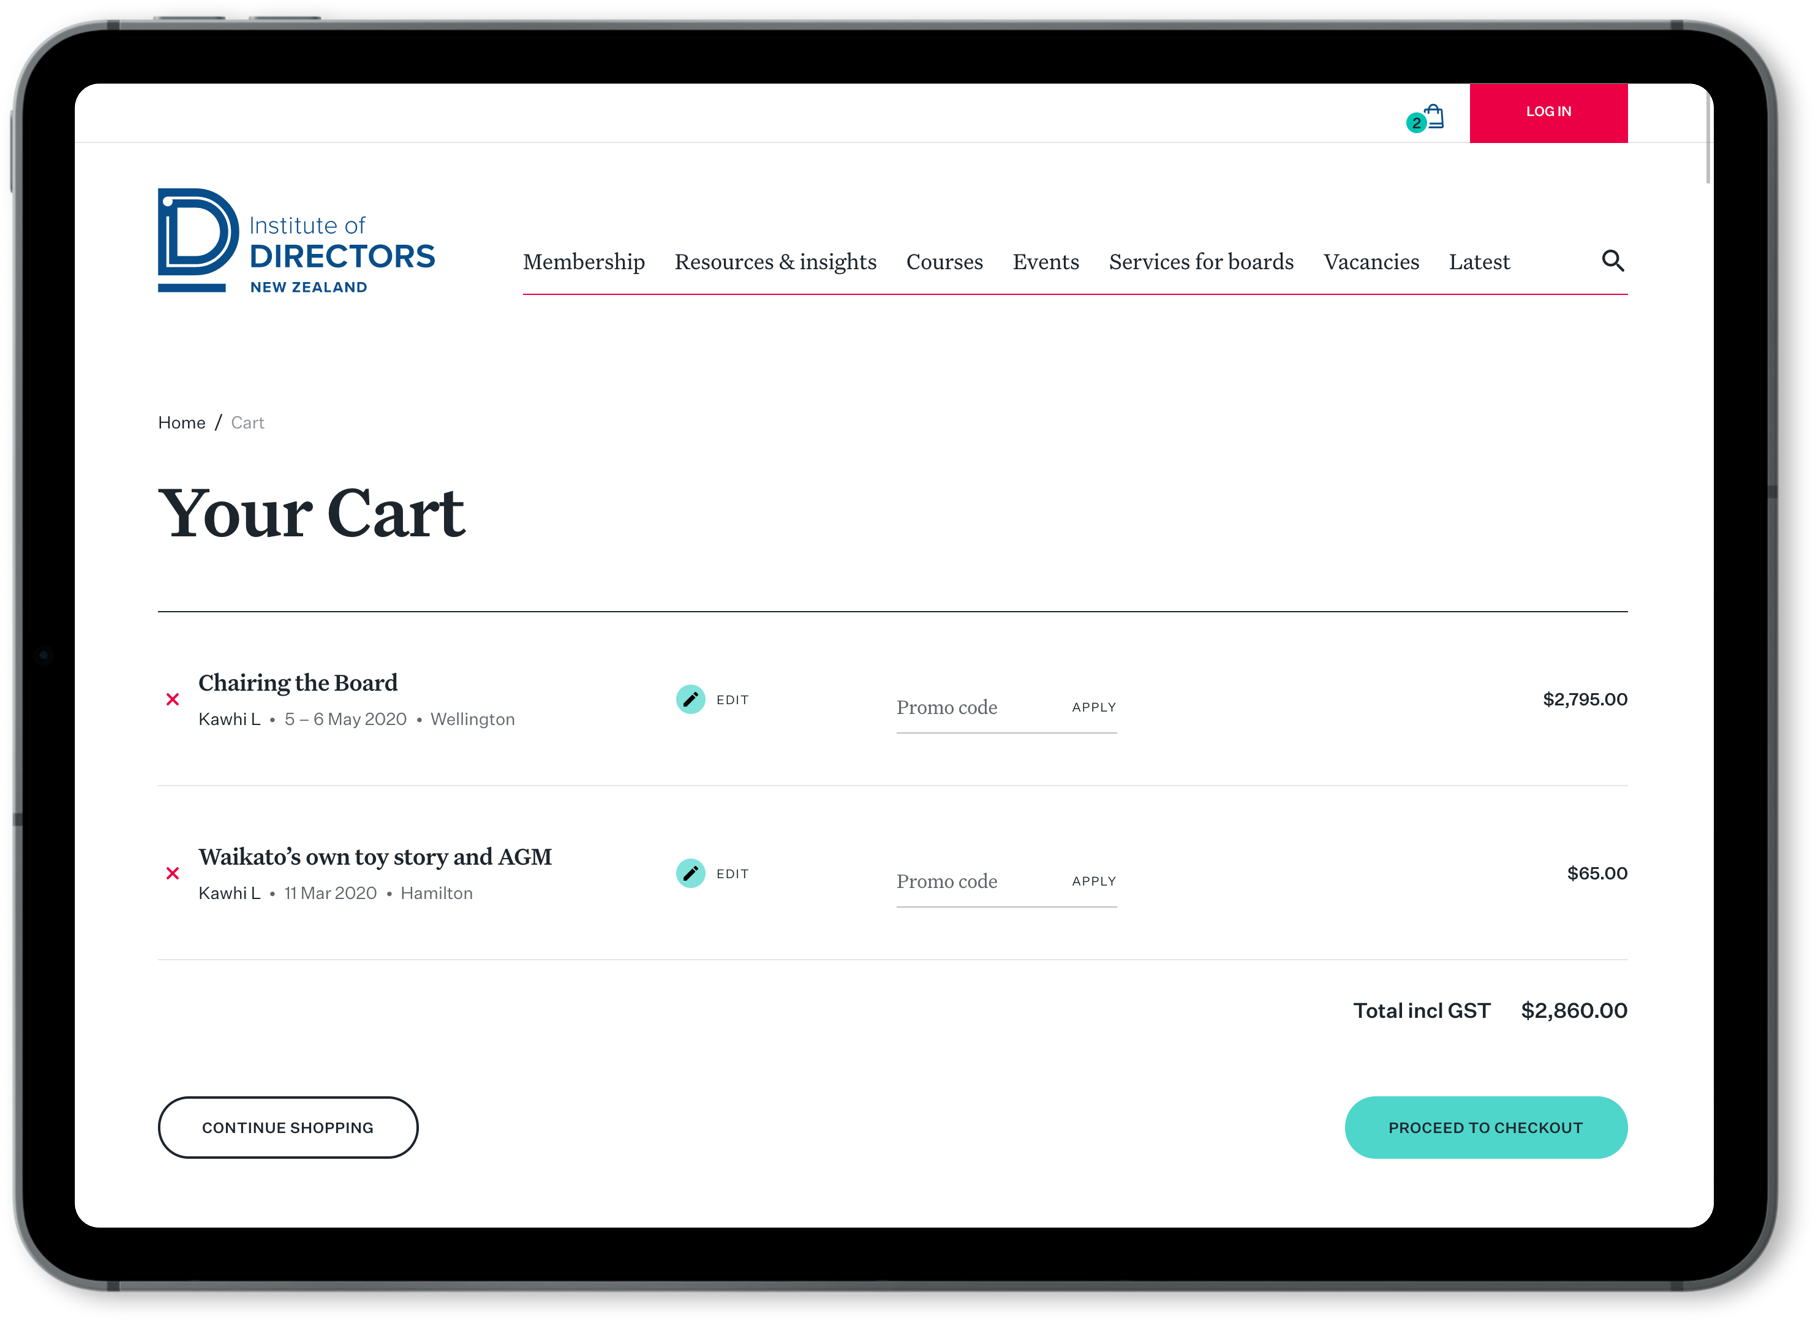 2
LOG IN
Institute of
DIRECTORS
NEW ZEALAND
Membership Resources & insights Courses Events Services for boards Vacancies Latest
Home / Cart
Your Cart
Chairing the Board
Kawhi L • 5 – 6 May 2020 • Wellington
EDIT
Promo code APPLY
$2,795.00
Waikato’s own toy story and AGM
Kawhi L • 11 Mar 2020 • Hamilton
EDIT
Promo code APPLY
$65.00
Total incl GST $2,860.00
CONTINUE SHOPPING
PROCEED TO CHECKOUT